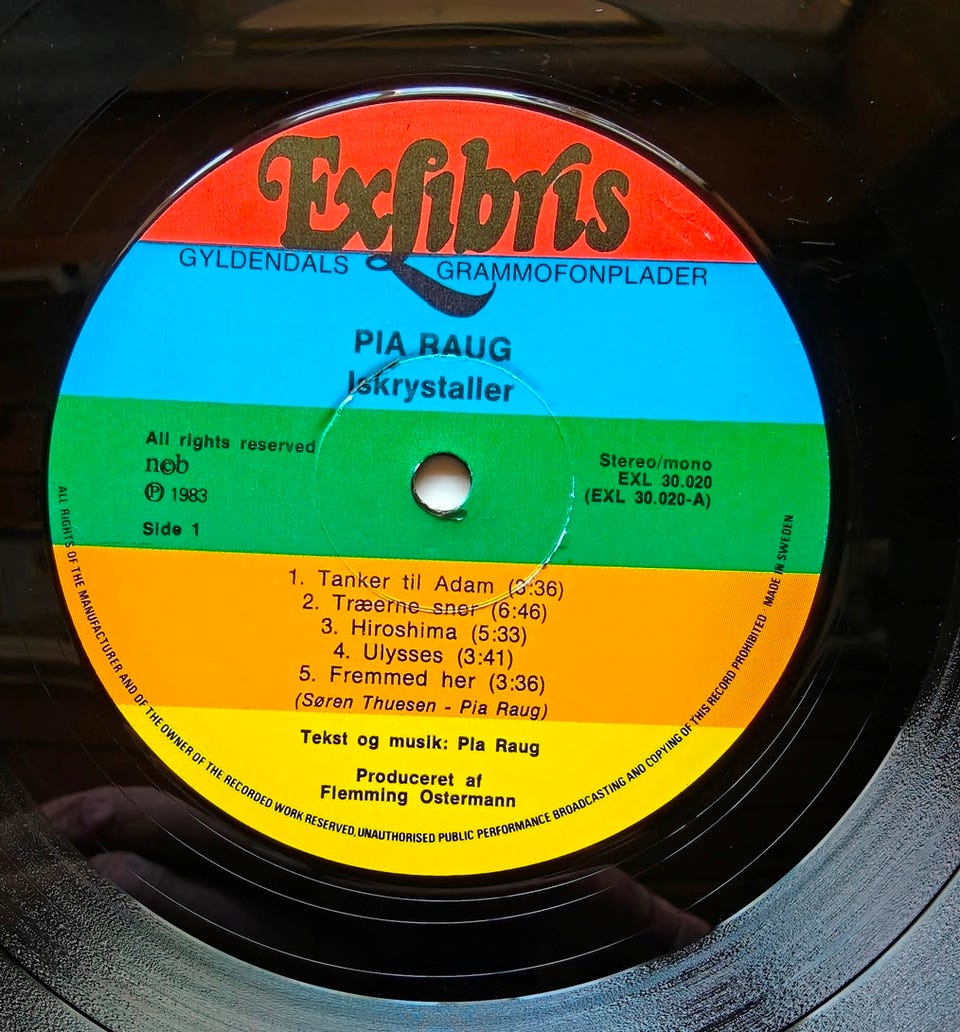 Exlibris
GYLDENDALS GRAMMOFONPLADER
PIA RAUG
Iskrystaller
All rights reserved
n©b
Ⓟ 1983
Side 1
Stereo/mono
EXL 30.020
(EXL 30.020-A)
1. Tanker til Adam (3:36)
2. Træerne sner (6:46)
3. Hiroshima (5:33)
4. Ulysses (3:41)
5. Fremmed her (3:36)
(Søren Thuesen - Pia Raug)
Tekst og musik: Pia Raug
Produceret af
Flemming Ostermann
ALL RIGHTS OF THE MANUFACTURER AND OF THE OWNER OF THE RECORDED WORK RESERVED, UNAUTHORISED PUBLIC PERFORMANCE BROADCASTING AND COPYING OF THIS RECORD PROHIBITED · MADE IN SWEDEN